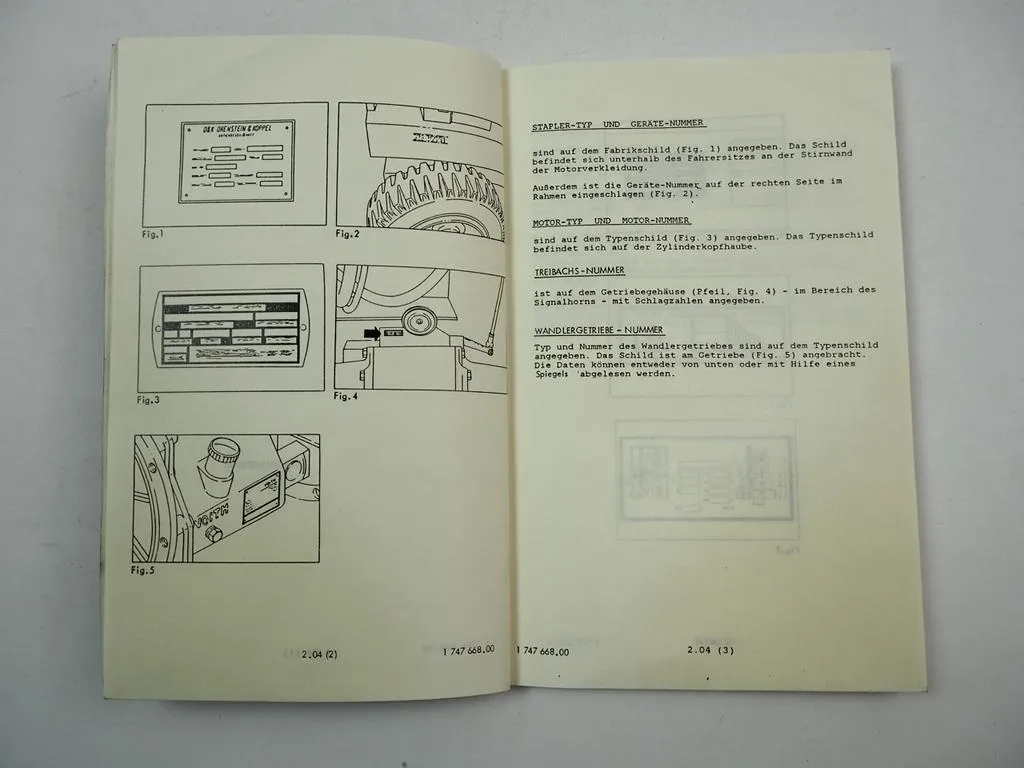 O&K ORENSTEIN & KOPPEL
Fig.1
Fig.2
Fig.3
Fig.4
VOITH
Fig.5
2.04 (2)
1 747 668.00
STAPLER-TYP UND GERÄTE-NUMMER
sind auf dem Fabrikschild (Fig. 1) angegeben. Das Schild
befindet sich unterhalb des Fahrersitzes an der Stirnwand
der Motorverkleidung.
Außerdem ist die Geräte-Nummer auf der rechten Seite im
Rahmen eingeschlagen (Fig. 2).
MOTOR-TYP UND MOTOR-NUMMER
sind auf dem Typenschild (Fig. 3) angegeben. Das Typenschild
befindet sich auf der Zylinderkopfhaube.
TREIBACHS-NUMMER
ist auf dem Getriebegehäuse (Pfeil, Fig. 4) - im Bereich des
Signalhorns - mit Schlagzahlen angegeben.
WANDLERGETRIEBE - NUMMER
Typ und Nummer des Wandlergetriebes sind auf dem Typenschild
angegeben. Das Schild ist am Getriebe (Fig. 5) angebracht.
Die Daten können entweder von unten oder mit Hilfe eines
Spiegels abgelesen werden.
1 747 668.00
2.04 (3)